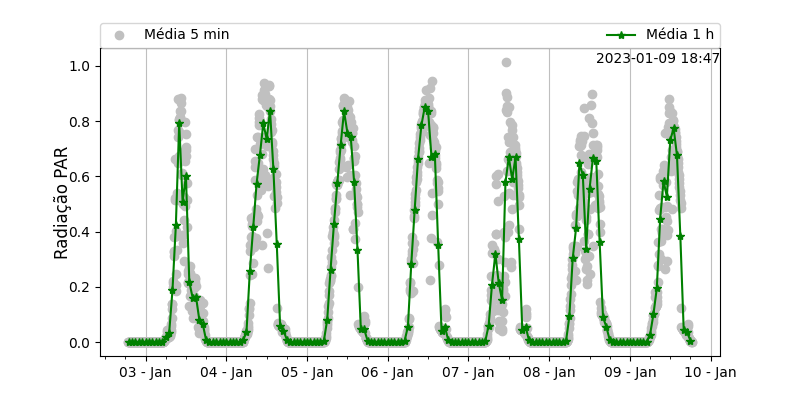 Média 5 min
Média 1 h
2023-01-09 18:47
Radiação PAR
1.0
0.8
0.6
0.4
0.2
0.0
03 - Jan
04 - Jan
05 - Jan
06 - Jan
07 - Jan
08 - Jan
09 - Jan
10 - Jan